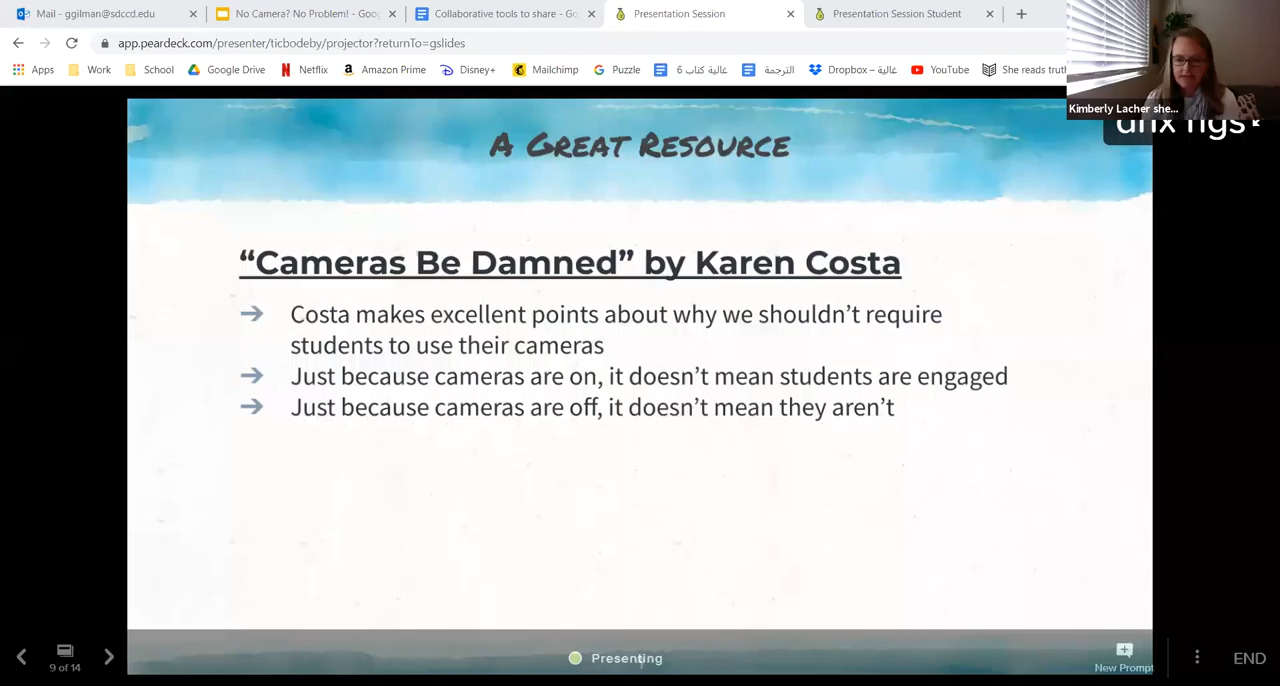 Mail - ggilman@sdccd.edu
No Camera? No Problem! - Goog
Collaborative tools to share - Go
Presentation Session
Presentation Session Student
app.peardeck.com/presenter/ticbodeby/projector?returnTo=gslides
Apps
Work
School
Google Drive
Netflix
Amazon Prime
Disney+
Mailchimp
Puzzle
غالية كتاب 6
الترجمة
Dropbox – غالية
YouTube
She reads truth
Kimberly Lacher she...
A Great Resource
“Cameras Be Damned” by Karen Costa
➔ Costa makes excellent points about why we shouldn’t require
students to use their cameras
➔ Just because cameras are on, it doesn’t mean students are engaged
➔ Just because cameras are off, it doesn’t mean they aren’t
9 of 14
Presenting
New Prompt
END